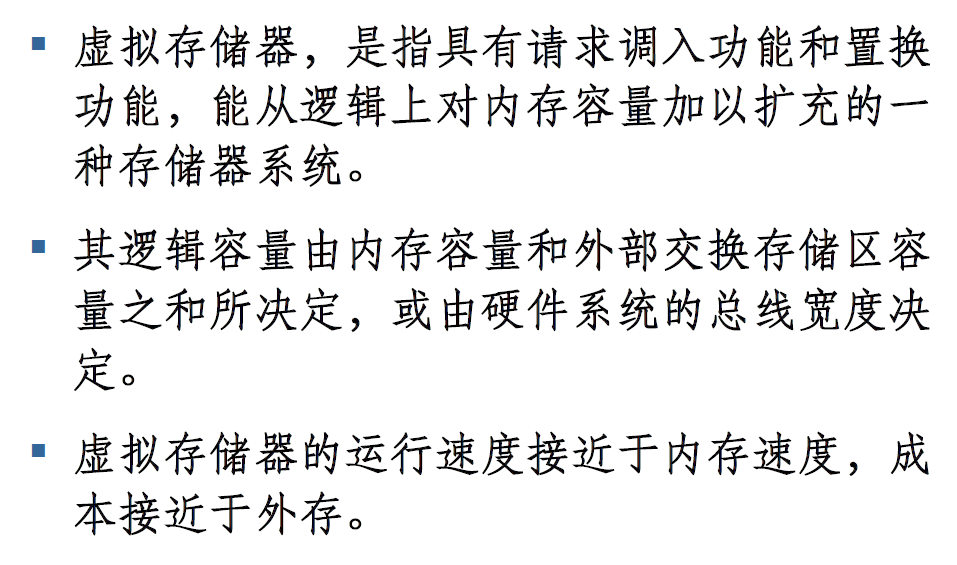 虚拟存储器，是指具有请求调入功能和置换
功能，能从逻辑上对内存容量加以扩充的一
种存储器系统。
其逻辑容量由内存容量和外部交换存储区容
量之和所决定，或由硬件系统的总线宽度决
定。
虚拟存储器的运行速度接近于内存速度，成
本接近于外存。